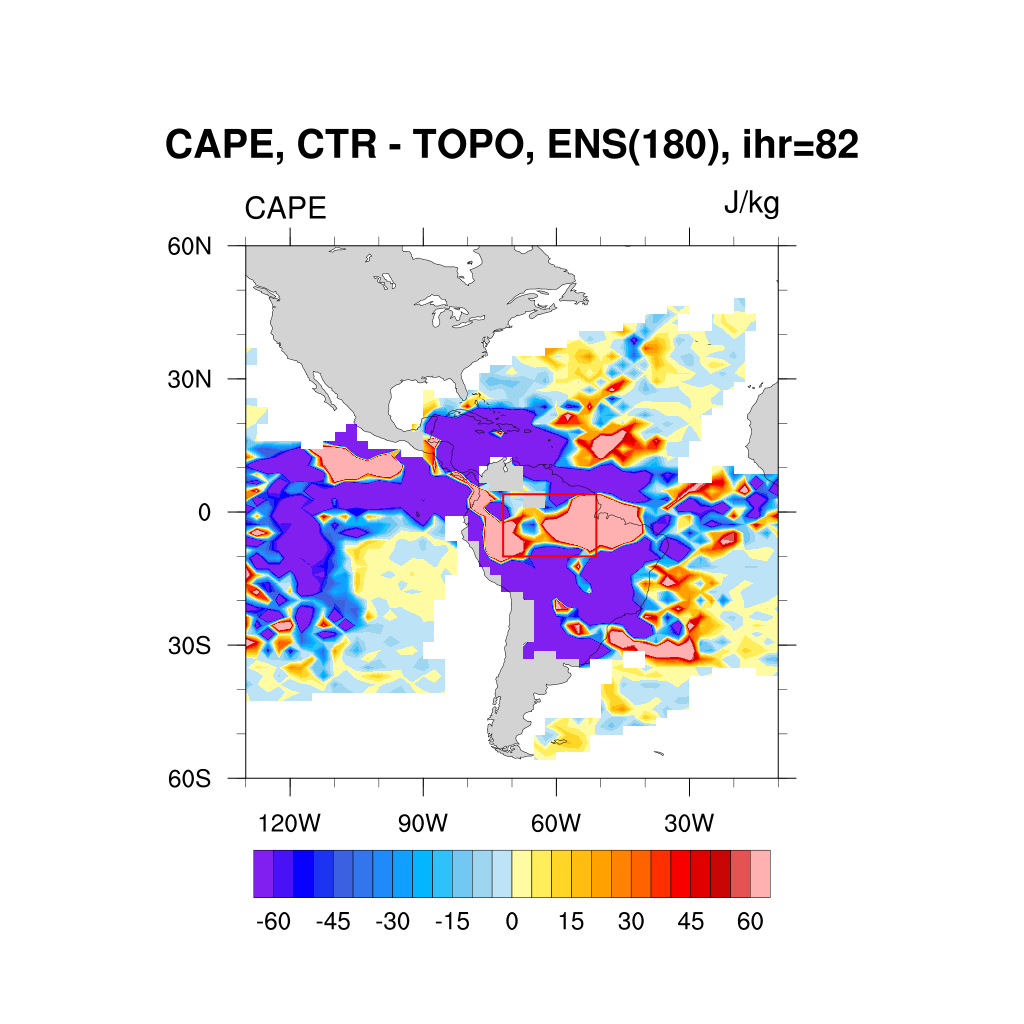 CAPE, CTR - TOPO, ENS(180), ihr=82
CAPE J/kg
60N
30N
0
30S
60S
120W 90W 60W 30W
-60 -45 -30 -15 0 15 30 45 60